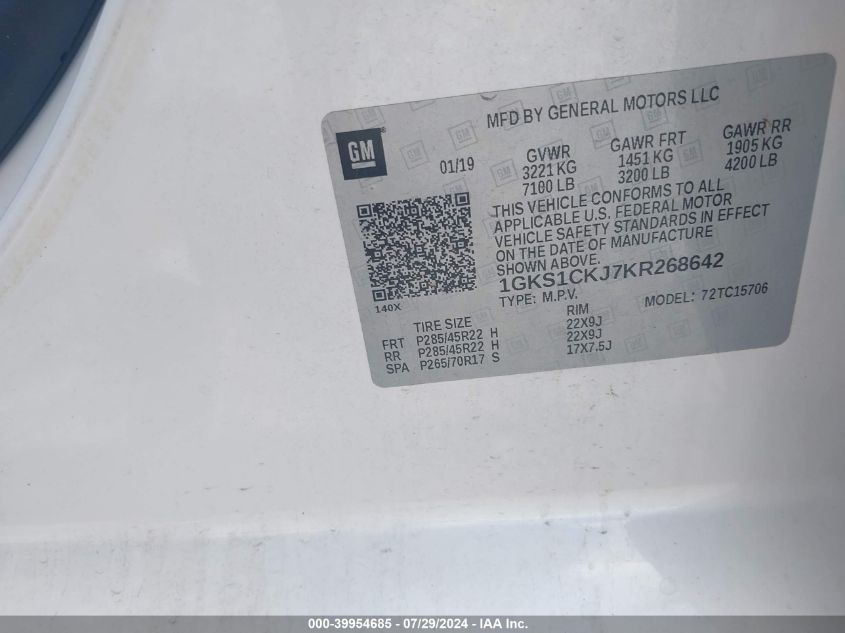 MFD BY GENERAL MOTORS LLC
GM
01/19
GVWR
3221 KG
7100 LB
GAWR FRT
1451 KG
3200 LB
GAWR RR
1905 KG
4200 LB
THIS VEHICLE CONFORMS TO ALL
APPLICABLE U.S. FEDERAL MOTOR
VEHICLE SAFETY STANDARDS IN EFFECT
ON THE DATE OF MANUFACTURE
SHOWN ABOVE.
1GKS1CKJ7KR268642
TYPE: M.P.V.
MODEL: 72TC15706
140X
TIRE SIZE RIM
FRT P285/45R22 H 22X9J
RR P285/45R22 H 22X9J
SPA P265/70R17 S 17X7.5J
000-39954685 - 07/29/2024 - IAA Inc.